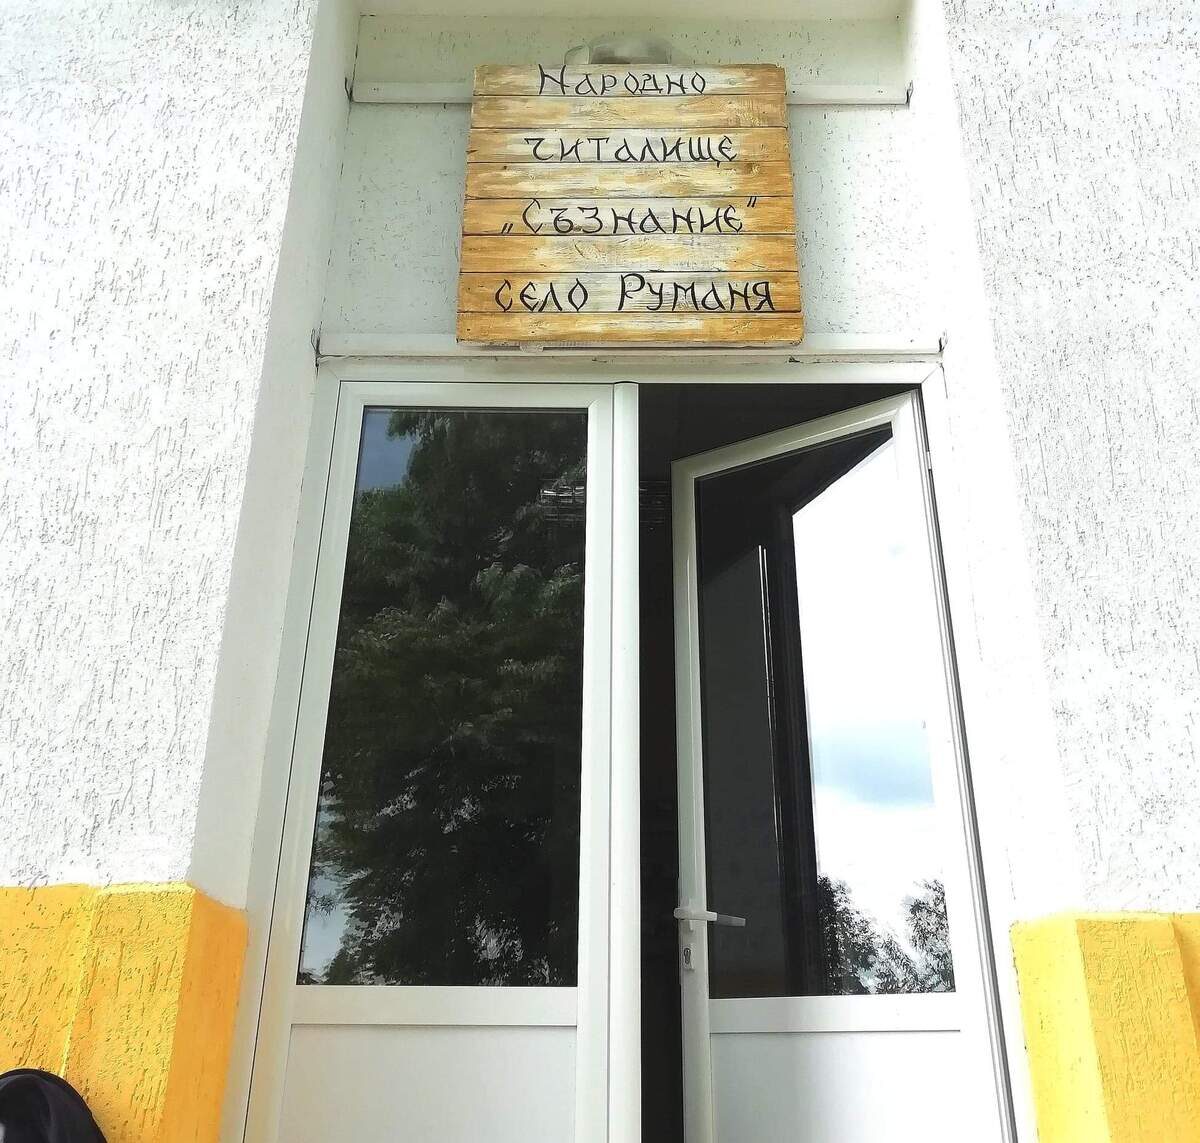 Народно
читалище
„Съзнание"
село Руманя